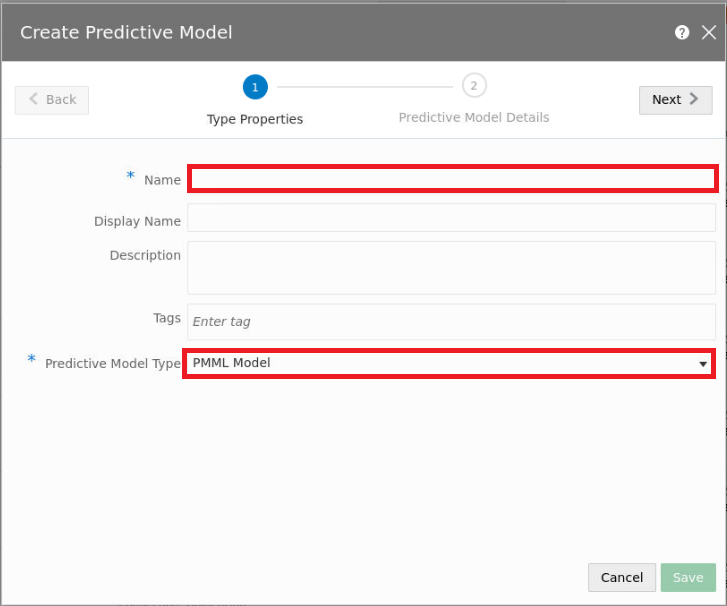 Create Predictive Model ?
Back 1 2 Next
Type Properties Predictive Model Details
* Name
Display Name
Description
Tags Enter tag
* Predictive Model Type PMML Model
Cancel Save